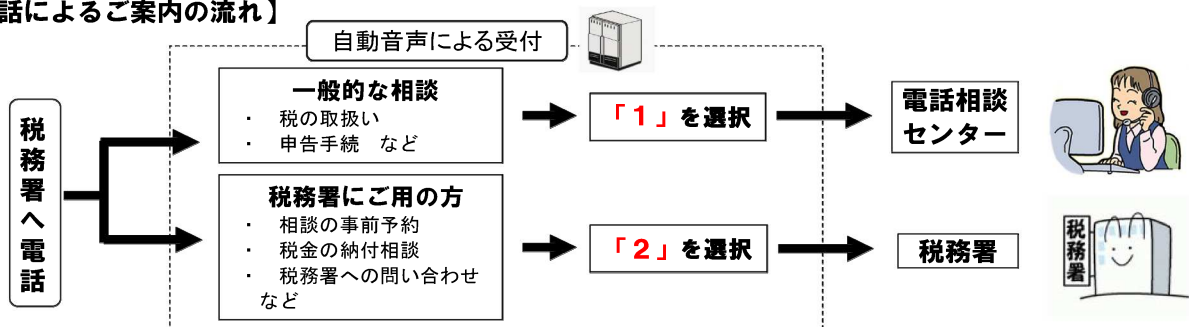 話によるご案内の流れ】
自動音声による受付
税務署へ電話
一般的な相談
・　税の取扱い
・　申告手続　など
「１」を選択
電話相談
センター
税務署にご用の方
・　相談の事前予約
・　税金の納付相談
・　税務署への問い合わせ
など
「２」を選択
税務署
税務署